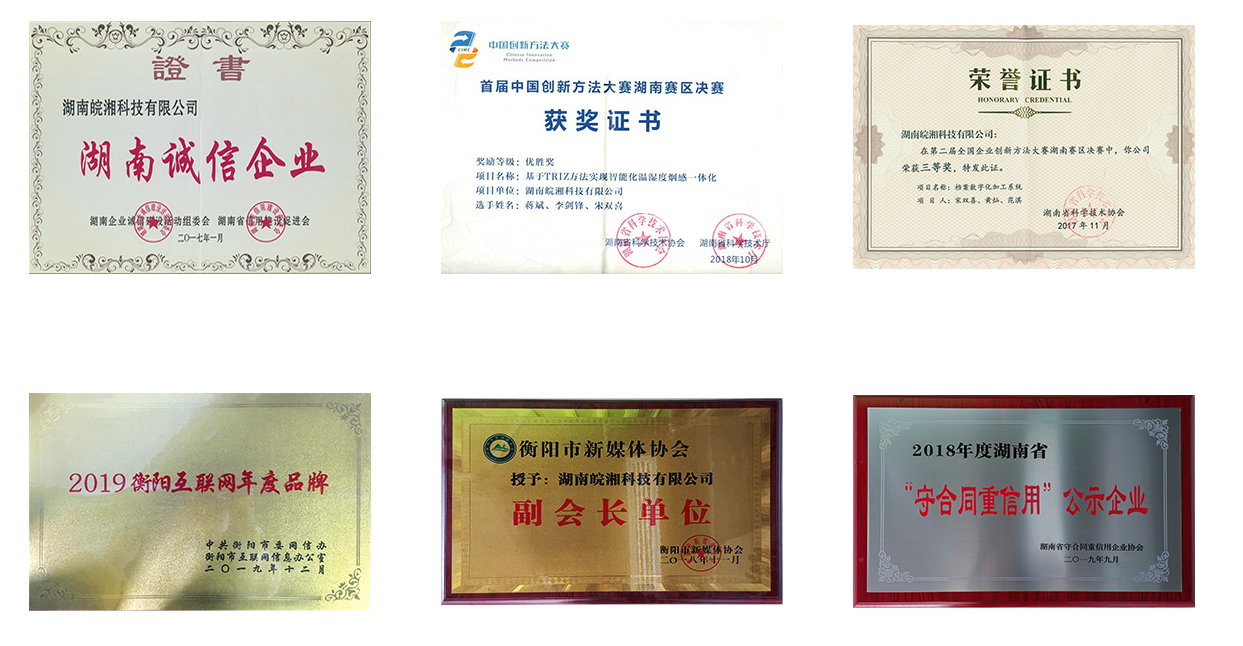 證書
湖南皖湘科技有限公司
湖南诚信企业
湖南企业诚信建设活动组委会 湖南省信用建设促进会
二〇一七年一月
CIMC
中国创新方法大赛
Chinese Innovation
Methods Competition
首届中国创新方法大赛湖南赛区决赛
获奖证书
奖励等级：优胜奖
项目名称：基于TRIZ方法实现智能化温湿度烟感一体化
项目单位：湖南皖湘科技有限公司
选手姓名：蒋斌、李剑锋、宋双喜
湖南省科学技术协会 湖南省科学技术厅
2018年10月
荣誉证书
HONORARY CREDENTIAL
湖南皖湘科技有限公司：
在第二届全国企业创新方法大赛湖南赛区决赛中，你公司
荣获三等奖，特发此证。
项目名称：档案数字化加工系统
项 目 人：宋双喜、黄灿、范淇
湖南省科学技术协会
2017 年 11 月
2019衡阳互联网年度品牌
中共衡阳市委网信办
衡阳市互联网信息办公室
二〇一九年十二月
衡阳市新媒体协会
授予：湖南皖湘科技有限公司
副会长单位
衡阳市新媒体协会
二〇一八年十一月
2018年度湖南省
“守合同重信用”公示企业
湖南省守合同重信用企业协会
二〇一九年九月